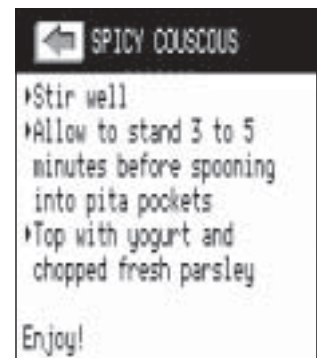 SPICY COUSCOUS
▸Stir well
▸Allow to stand 3 to 5
minutes before spooning
into pita pockets
▸Top with yogurt and
chopped fresh parsley
Enjoy!